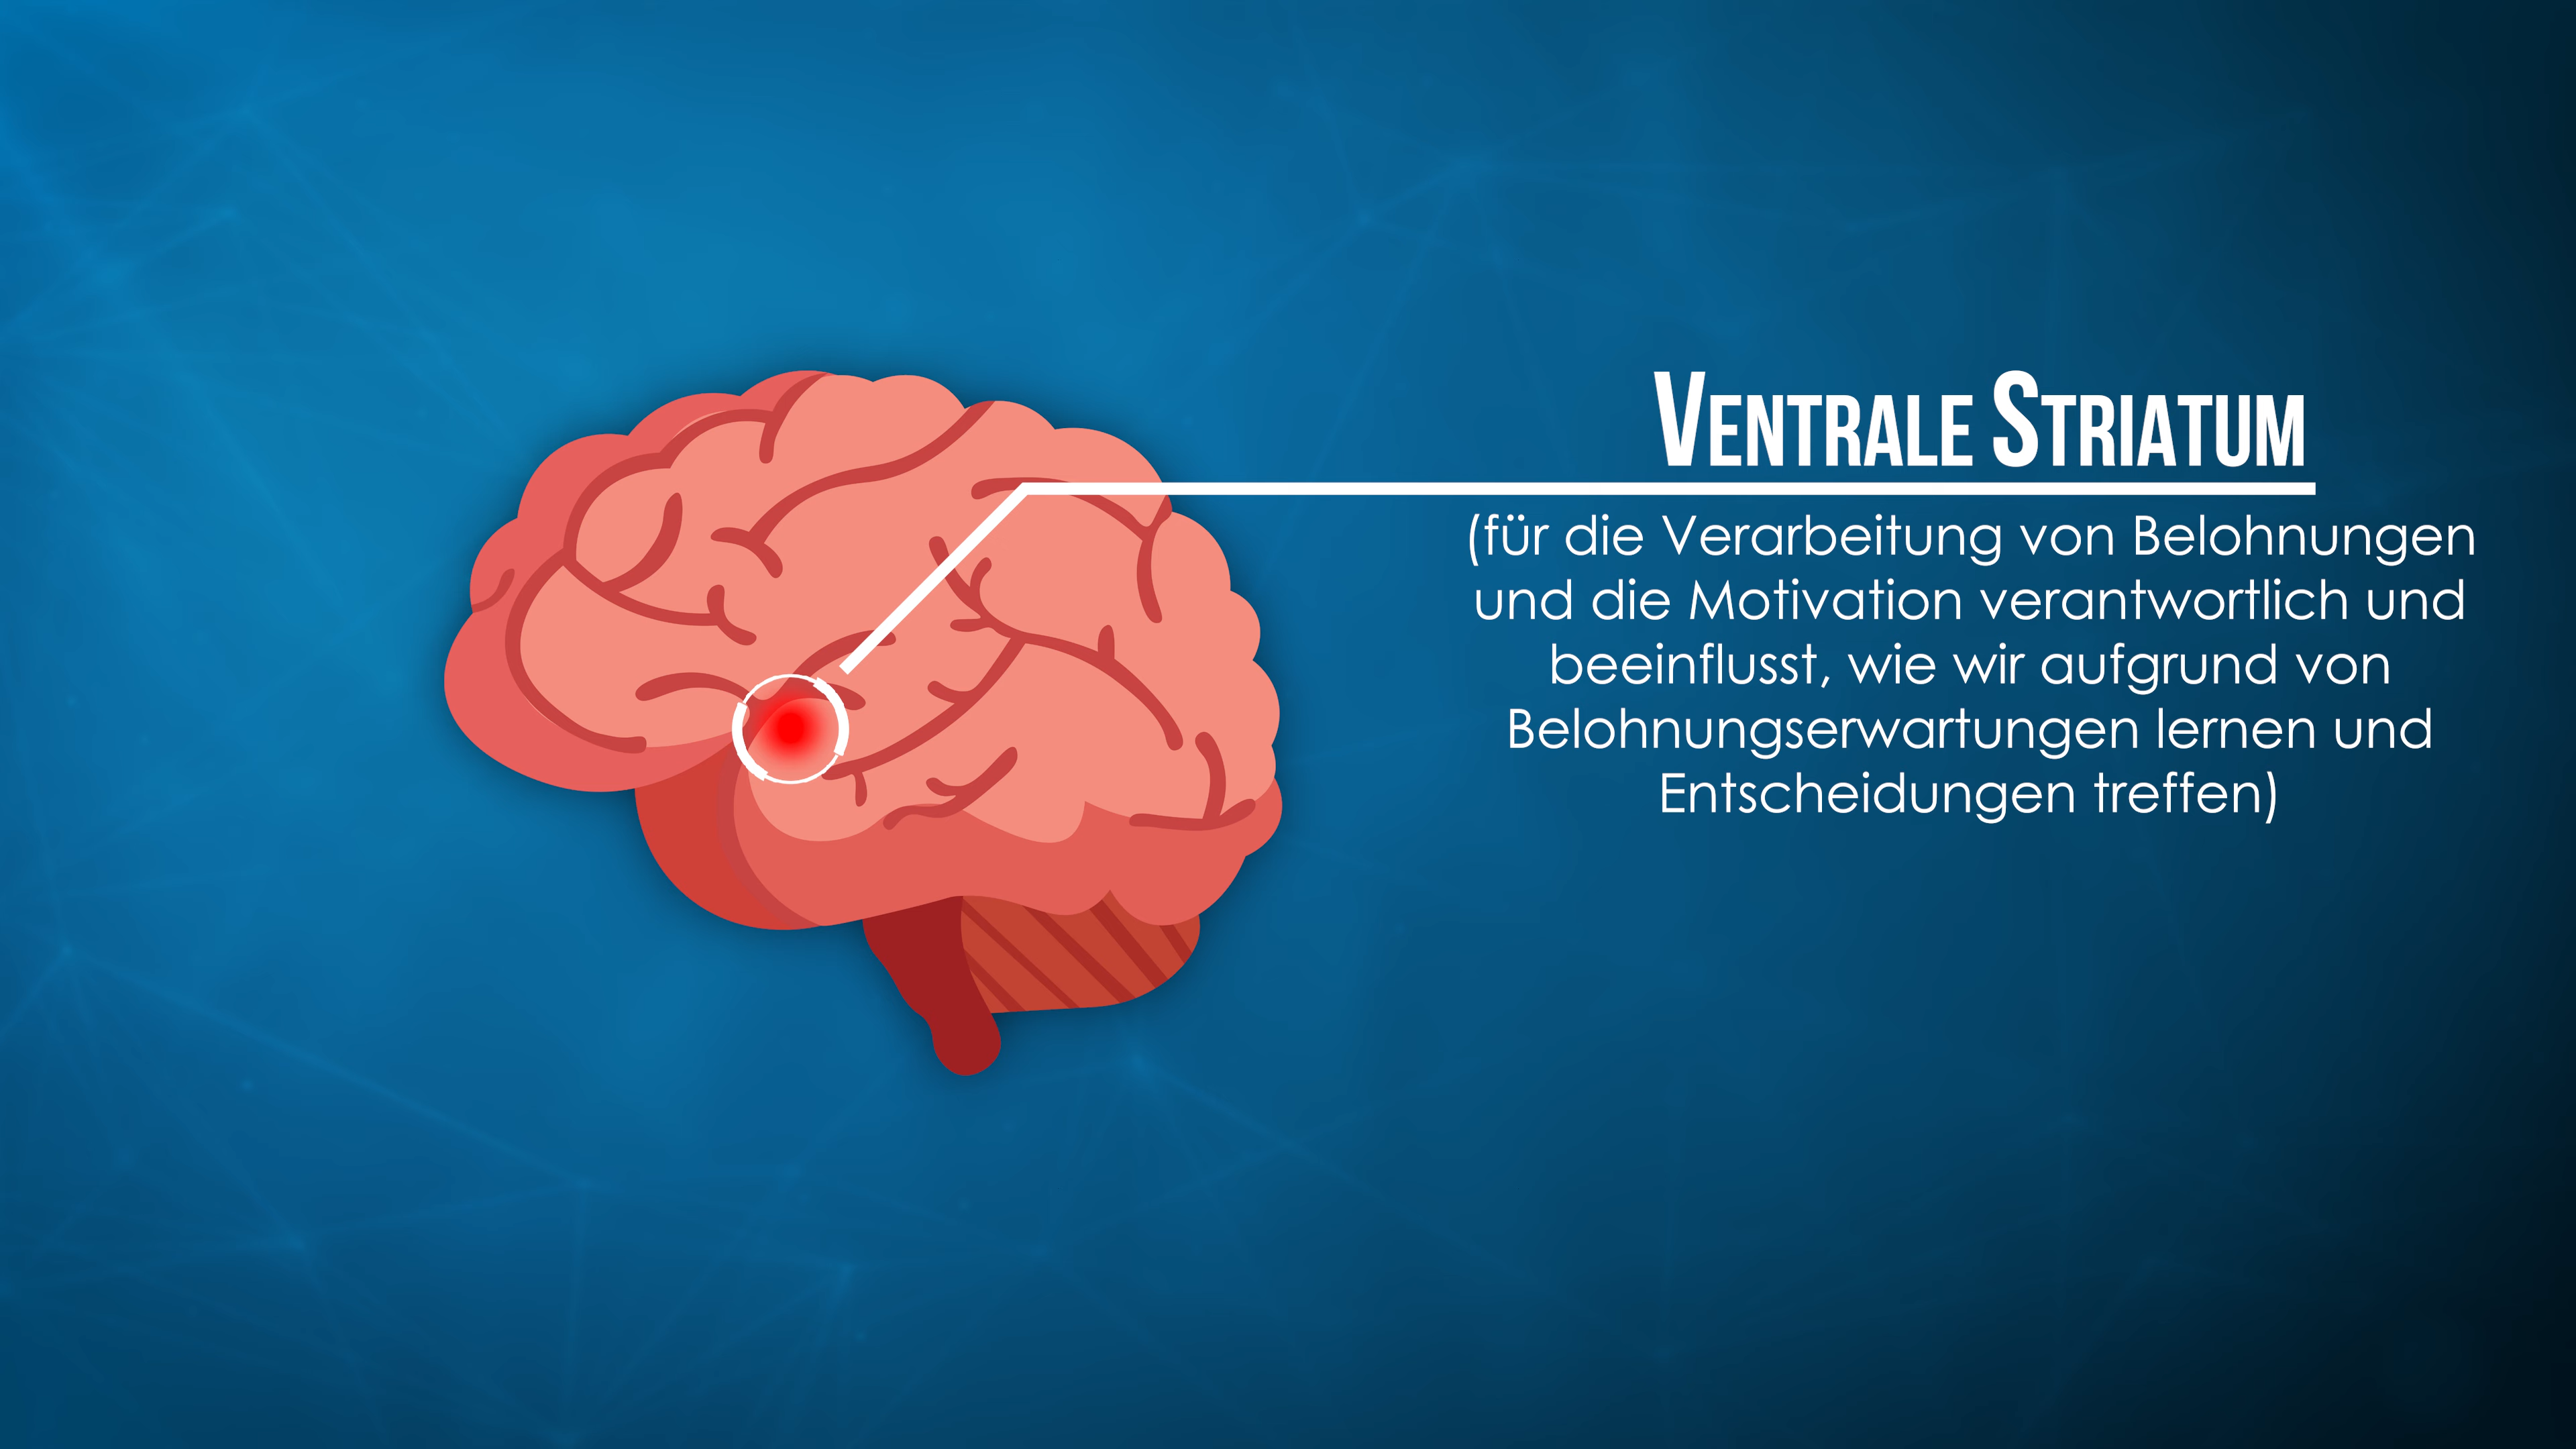 VENTRALE STRIATUM
(für die Verarbeitung von Belohnungen
und die Motivation verantwortlich und
beeinflusst, wie wir aufgrund von
Belohnungserwartungen lernen und
Entscheidungen treffen)